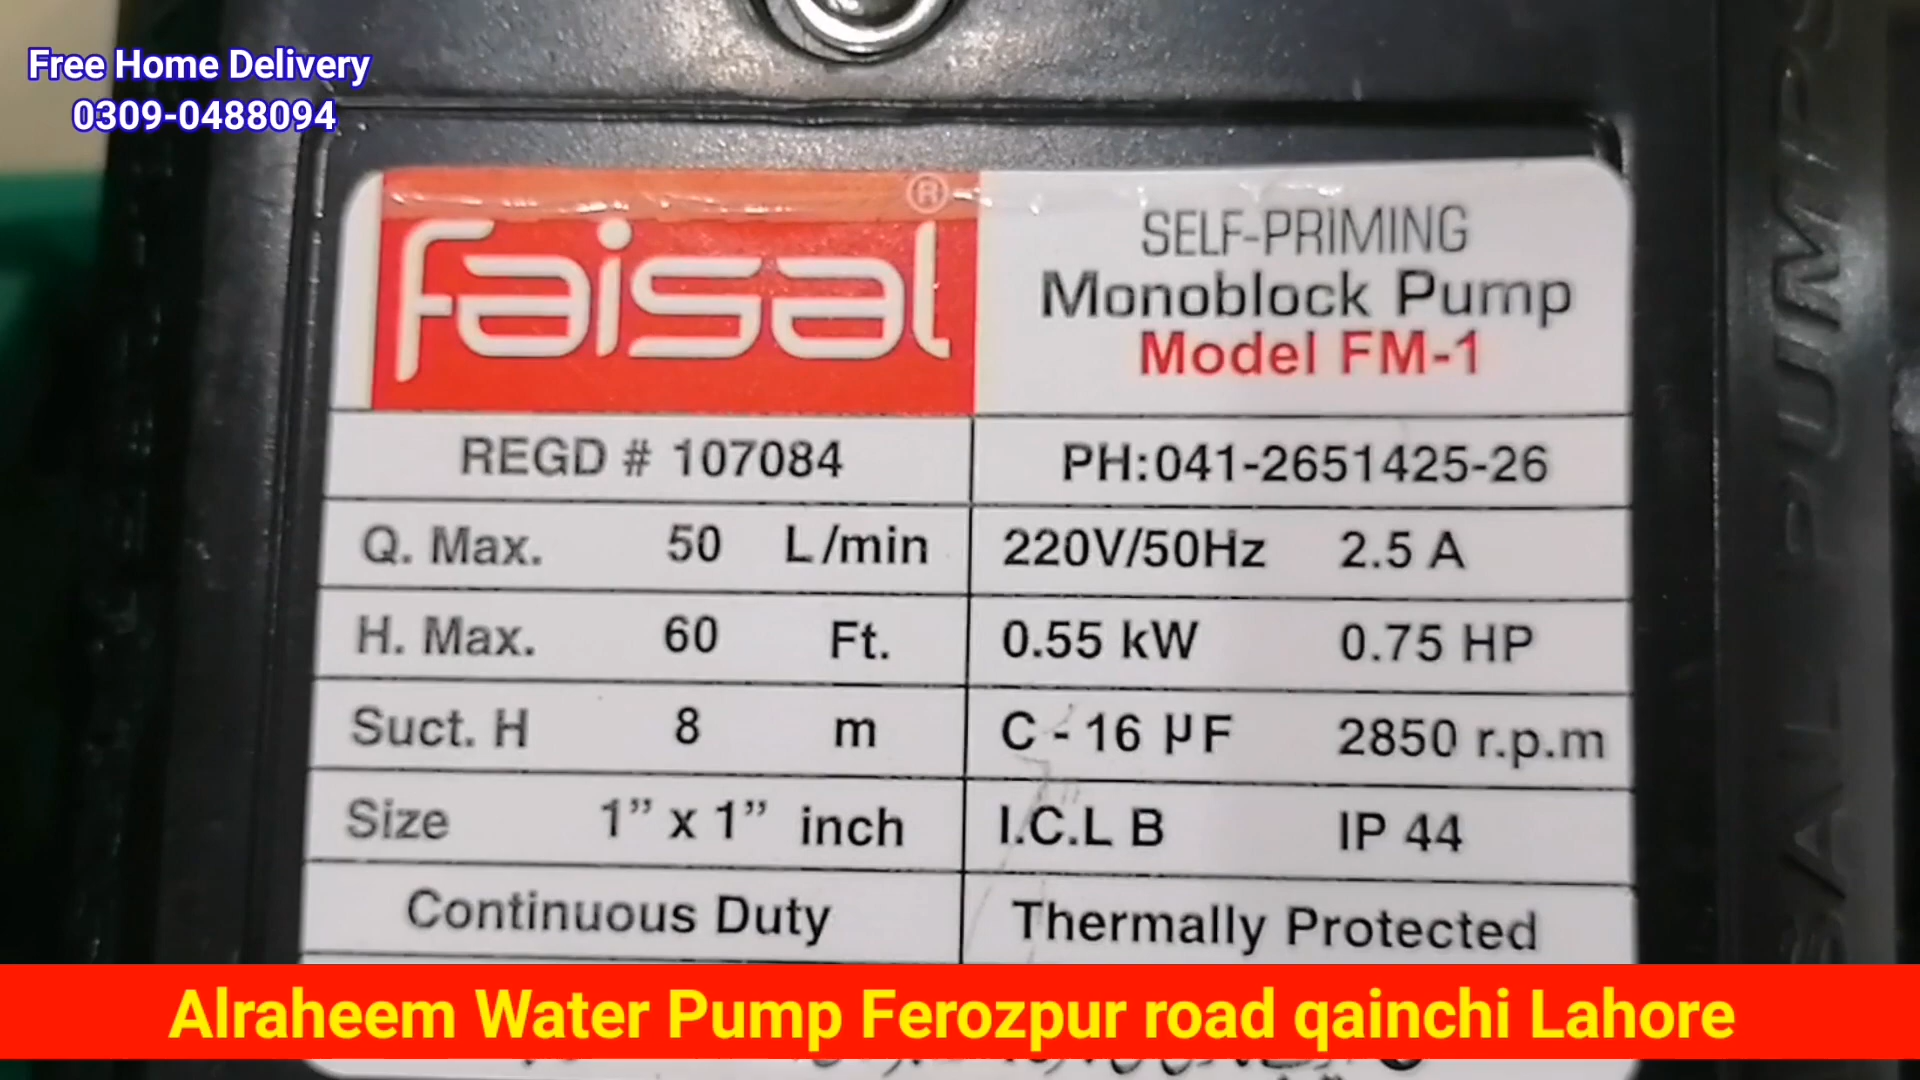 Free Home Delivery
0309-0488094
faisal®
SELF-PRIMING
Monoblock Pump
Model FM-1
REGD # 107084 PH:041-2651425-26
Q. Max. 50 L/min 220V/50Hz 2.5 A
H. Max. 60 Ft. 0.55 kW 0.75 HP
Suct. H 8 m C - 16 µF 2850 r.p.m
Size 1” x 1” inch I.C.L B IP 44
Continuous Duty Thermally Protected
Alraheem Water Pump Ferozpur road qainchi Lahore